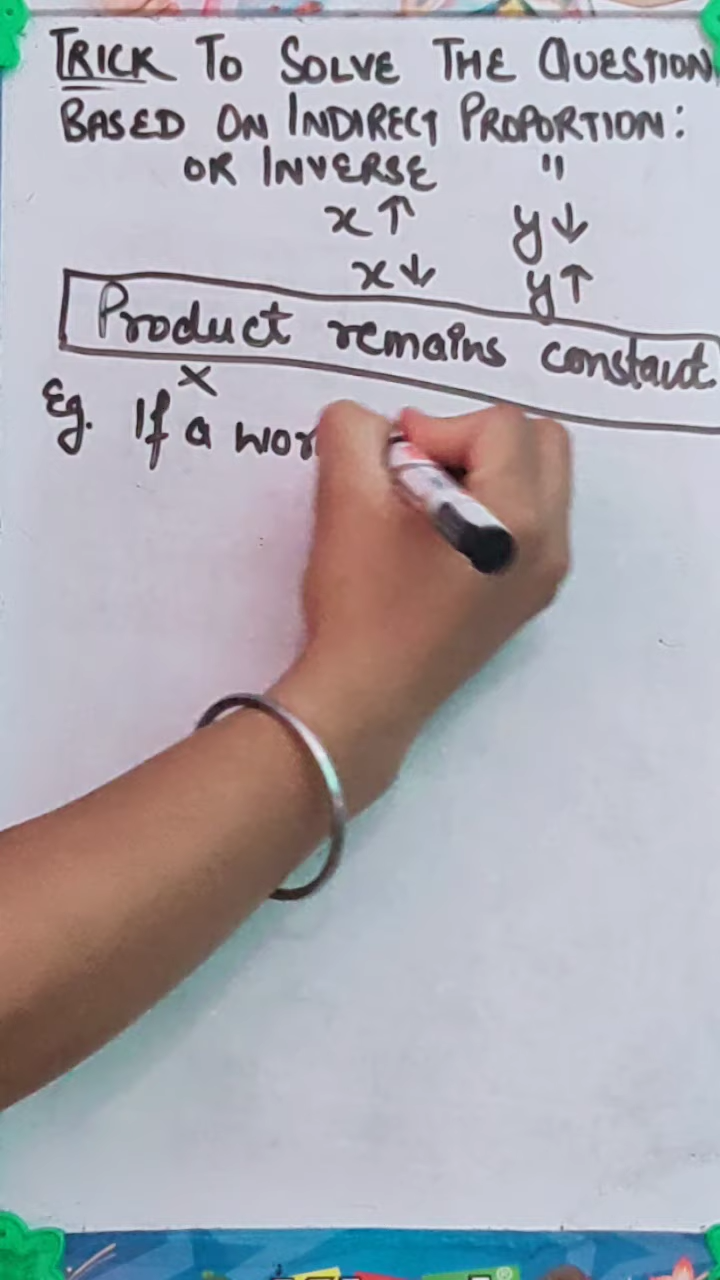 TRICK TO SOLVE THE QUESTION
BASED ON INDIRECT PROPORTION:
OR INVERSE "
x↑ y↓
x↓ y↑
Product remains constant.
×
Eg. If a wor